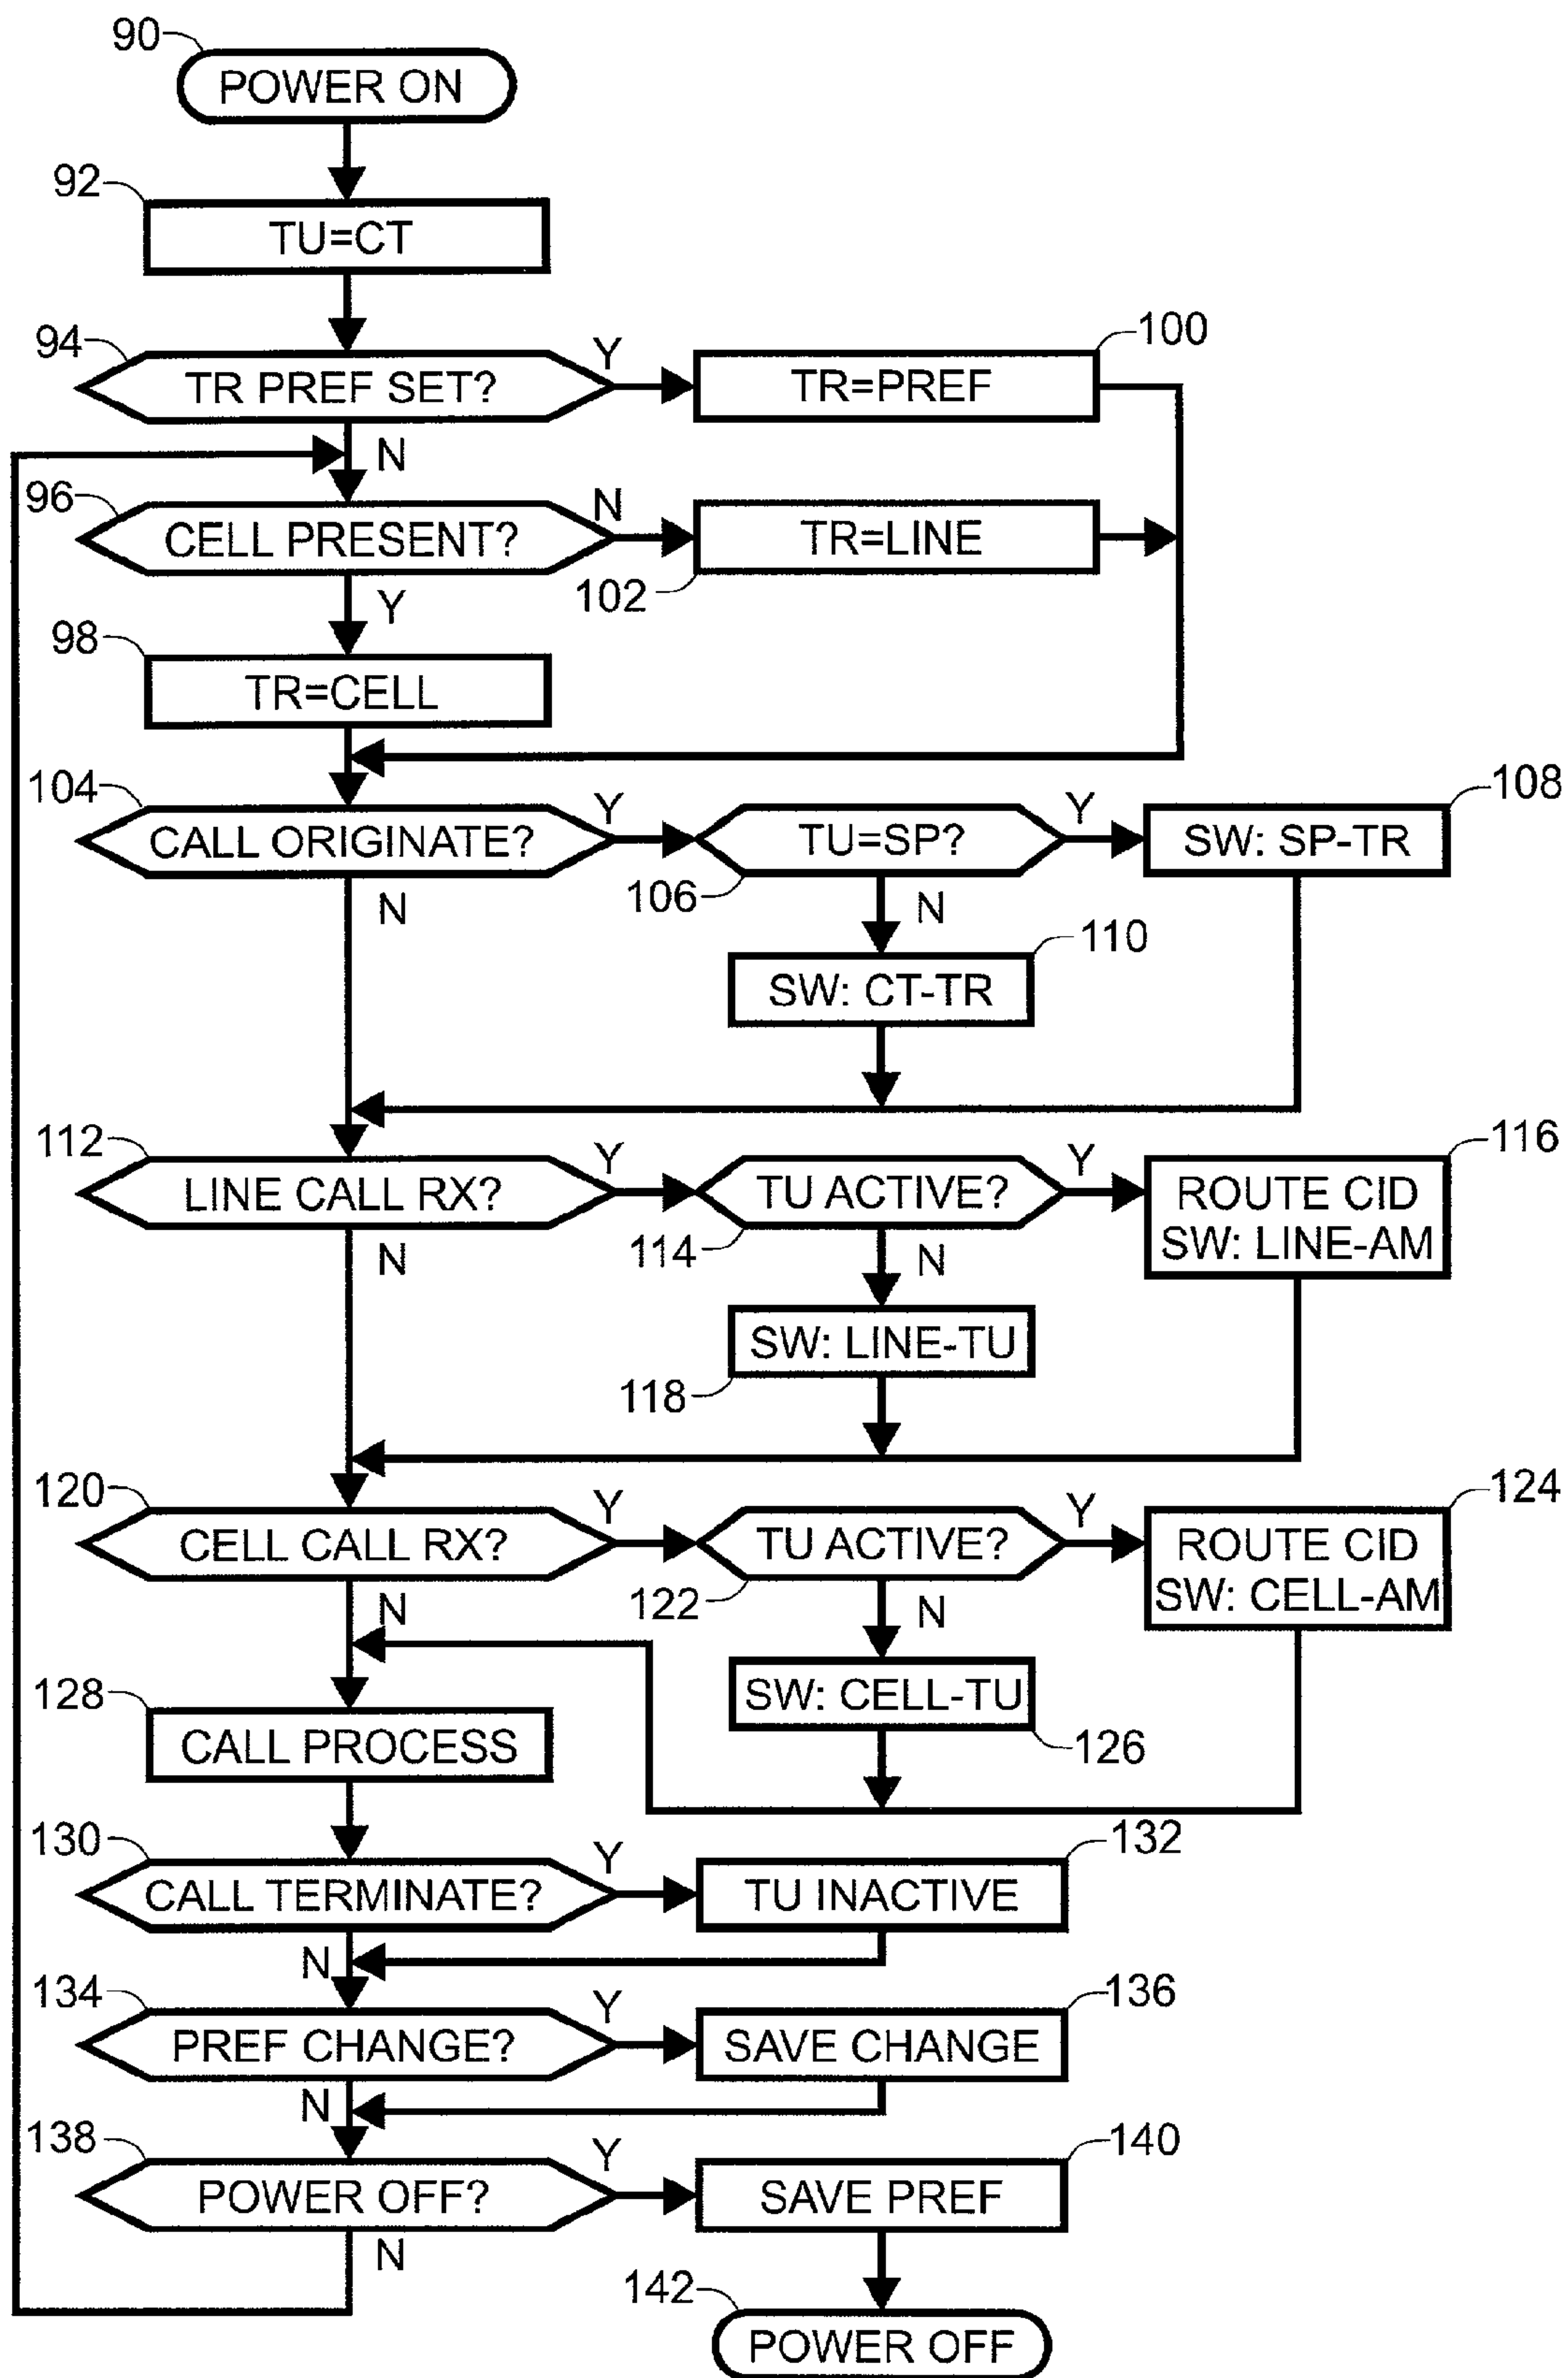 90
POWER ON
92
TU=CT
94
TR PREF SET?
Y
100
TR=PREF
N
96
CELL PRESENT?
N
102
TR=LINE
Y
98
TR=CELL
104
CALL ORIGINATE?
Y
TU=SP?
106
Y
108
SW: SP-TR
N
N
110
SW: CT-TR
112
LINE CALL RX?
Y
TU ACTIVE?
114
Y
116
ROUTE CID
SW: LINE-AM
N
N
SW: LINE-TU
118
120
CELL CALL RX?
Y
TU ACTIVE?
122
Y
124
ROUTE CID
SW: CELL-AM
N
N
SW: CELL-TU
126
128
CALL PROCESS
130
CALL TERMINATE?
Y
132
TU INACTIVE
N
134
PREF CHANGE?
Y
136
SAVE CHANGE
N
138
POWER OFF?
Y
140
SAVE PREF
N
142
POWER OFF